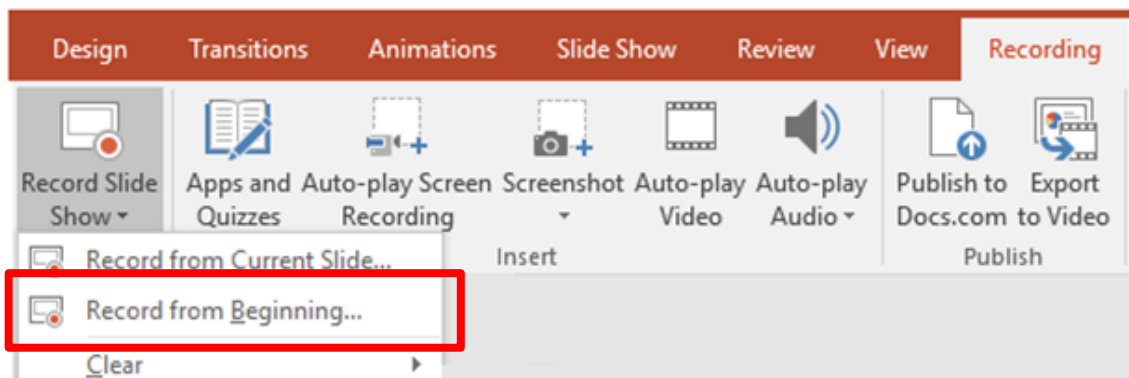 Design Transitions Animations Slide Show Review View Recording
Record Slide Apps and Auto-play Screen Screenshot Auto-play Auto-play Publish to Export
Show Quizzes Recording Video Audio Docs.com to Video
Insert Publish
Record from Current Slide...
Record from Beginning...
Clear